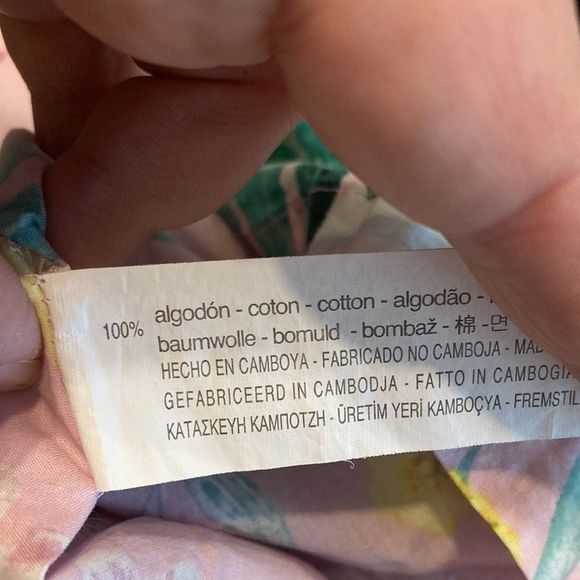 100% algodón - coton - cotton - algodão -
baumwolle - bomuld - bombaž - 棉 - 면
HECHO EN CAMBOYA - FABRICADO NO CAMBOJA -
GEFABRICEERD IN CAMBODJA - FATTO IN CAMBOGIA
ΚΑΤΑΣΚΕΥΗ ΚΑΜΠΟΤΖΗ - ÜRETİM YERİ KAMBOÇYA -